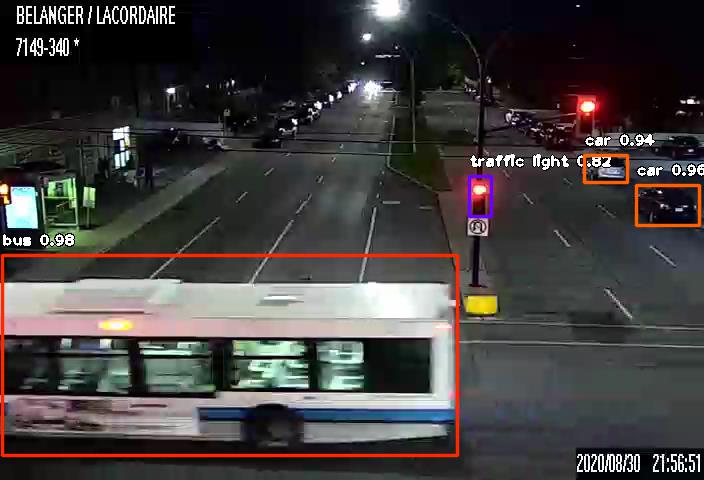 BELANGER / LACORDAIRE
7149-340 *
car 0.94
traffic light 0.82
car 0.96
bus 0.98
2020/08/30 21:56:51